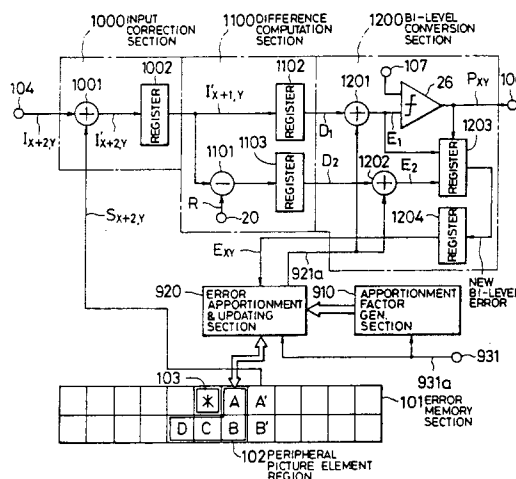 1000 INPUT CORRECTION SECTION
1100 DIFFERENCE COMPUTATION SECTION
1200 BI-LEVEL CONVERSION SECTION
104
1001
1002
REGISTER
I'X+1,Y
1102
REGISTER
1201
107
26
PXY
IX+2,Y
I'X+2,Y
1101
1103
REGISTER
D1
E1
1203
REGISTER
D2
1202
E2
R
20
1204
REGISTER
SX+2,Y
EXY
921a
NEW BI-LEVEL ERROR
920
ERROR APPORTIONMENT & UPDATING SECTION
910
APPORTIONMENT FACTOR GEN. SECTION
931
931a
103
* A A'
D C B B'
101 ERROR MEMORY SECTION
102 PERIPHERAL PICTURE ELEMENT REGION